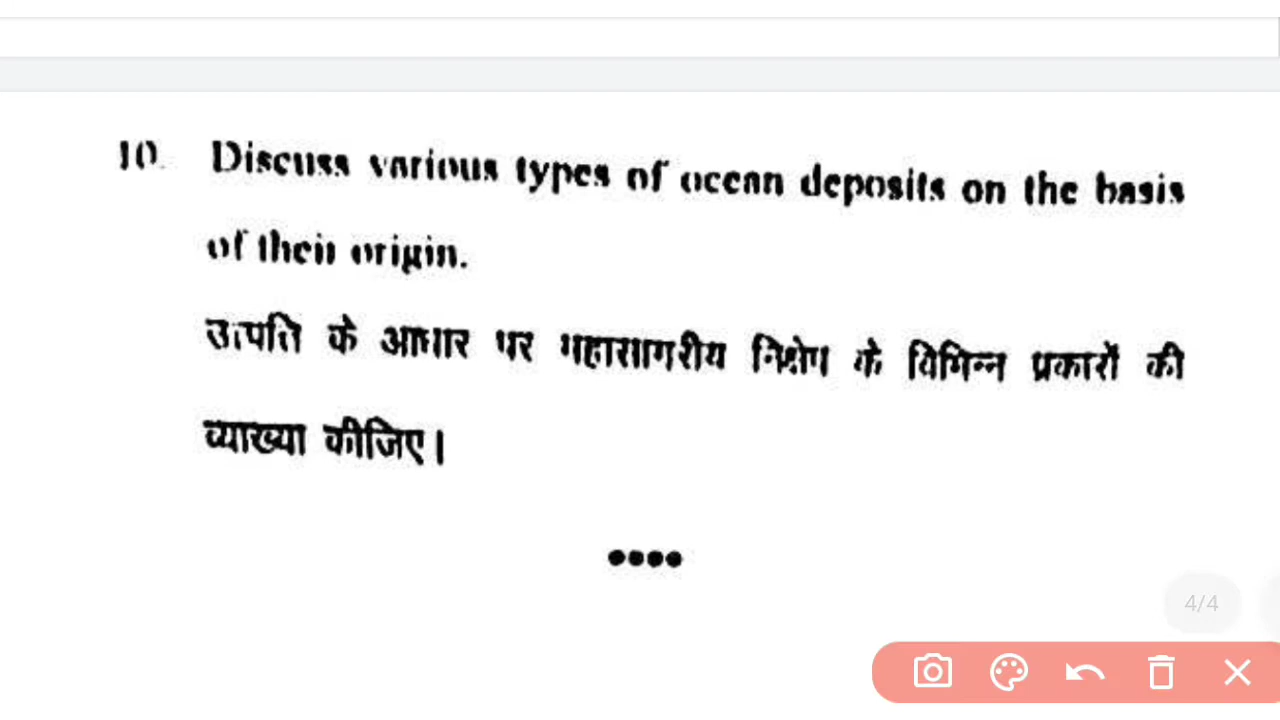 10. Discuss various types of ocean deposits on the basis
of their origin.
उत्पत्ति के आधार पर महासागरीय निक्षेप के विभिन्न प्रकारों की
व्याख्या कीजिए।
••••
4/4